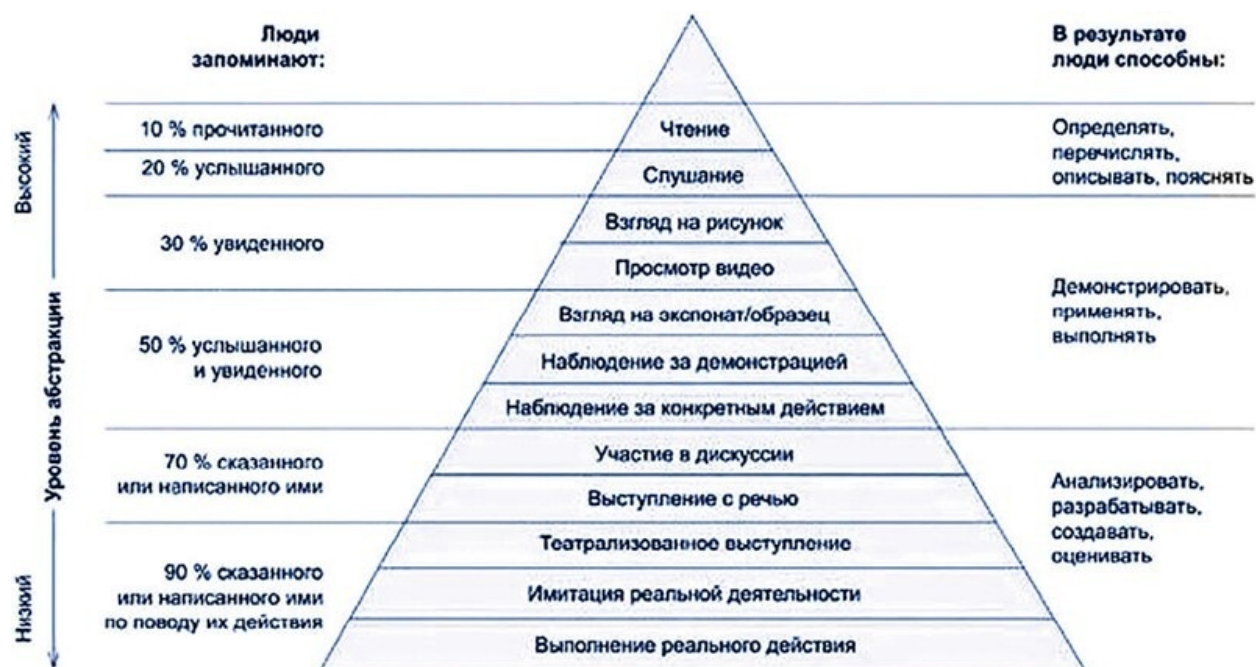 Люди
запоминают:
В результате
люди способны:
Высокий
Уровонь абстракции
Низкий
10 % прочитанного
20 % услышанного
30 % увиденного
50 % услышанного
и увиденного
70 % сказанного
или написанного ими
90 % сказанного
или написанного ими
по поводу их действия
Чтение
Слушание
Взгляд на рисунок
Просмотр видео
Взгляд на экспонат/образец
Наблюдение за демонстрацией
Наблюдение за конкретным действием
Участие в дискуссии
Выступление с речью
Театрализованное выступление
Имитация реальной деятельности
Выполнение реального действия
Определять,
перечислять,
описывать, пояснять
Демонстрировать,
применять,
выполнять
Анализировать,
разрабатывать,
создавать,
оценивать